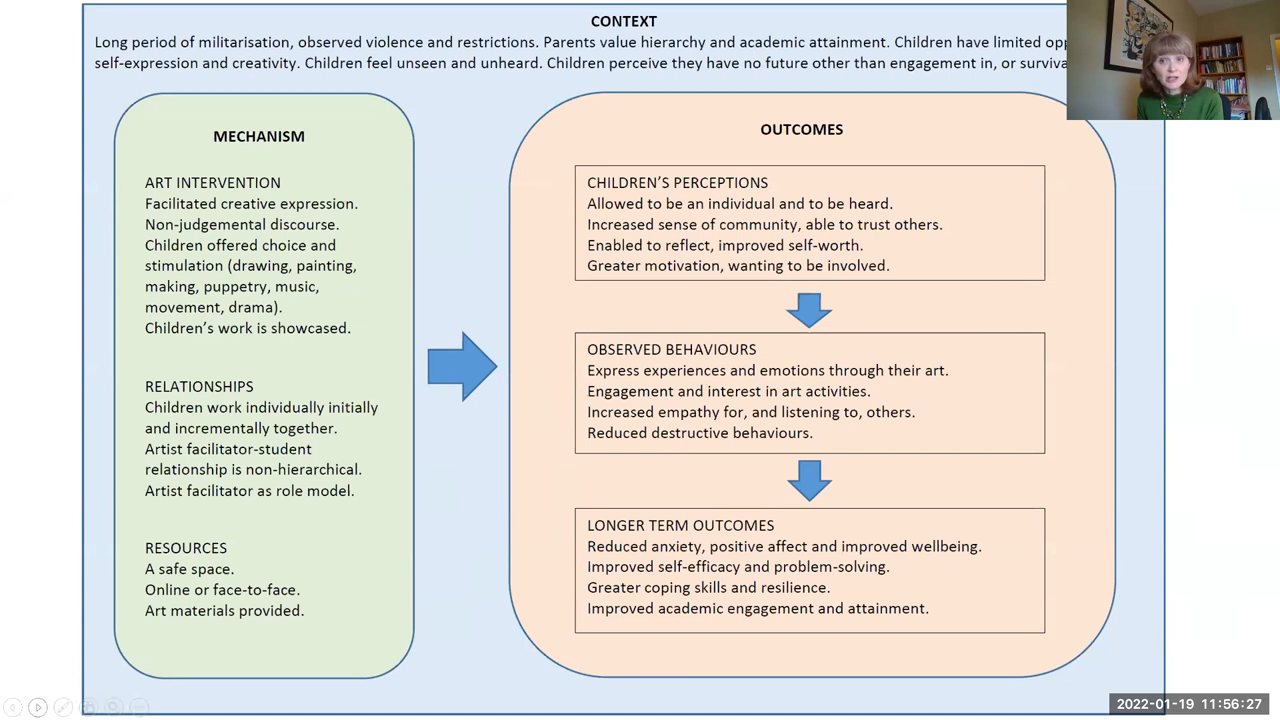 CONTEXT
Long period of militarisation, observed violence and restrictions. Parents value hierarchy and academic attainment. Children have limited
self-expression and creativity. Children feel unseen and unheard. Children perceive they have no future other than engagement in, or
MECHANISM
ART INTERVENTION
Facilitated creative expression.
Non-judgemental discourse.
Children offered choice and
stimulation (drawing, painting,
making, puppetry, music,
movement, drama).
Children’s work is showcased.
RELATIONSHIPS
Children work individually initially
and incrementally together.
Artist facilitator-student
relationship is non-hierarchical.
Artist facilitator as role model.
RESOURCES
A safe space.
Online or face-to-face.
Art materials provided.
OUTCOMES
CHILDREN’S PERCEPTIONS
Allowed to be an individual and to be heard.
Increased sense of community, able to trust others.
Enabled to reflect, improved self-worth.
Greater motivation, wanting to be involved.
OBSERVED BEHAVIOURS
Express experiences and emotions through their art.
Engagement and interest in art activities.
Increased empathy for, and listening to, others.
Reduced destructive behaviours.
LONGER TERM OUTCOMES
Reduced anxiety, positive affect and improved wellbeing.
Improved self-efficacy and problem-solving.
Greater coping skills and resilience.
Improved academic engagement and attainment.
2022-01-19 11:56:27